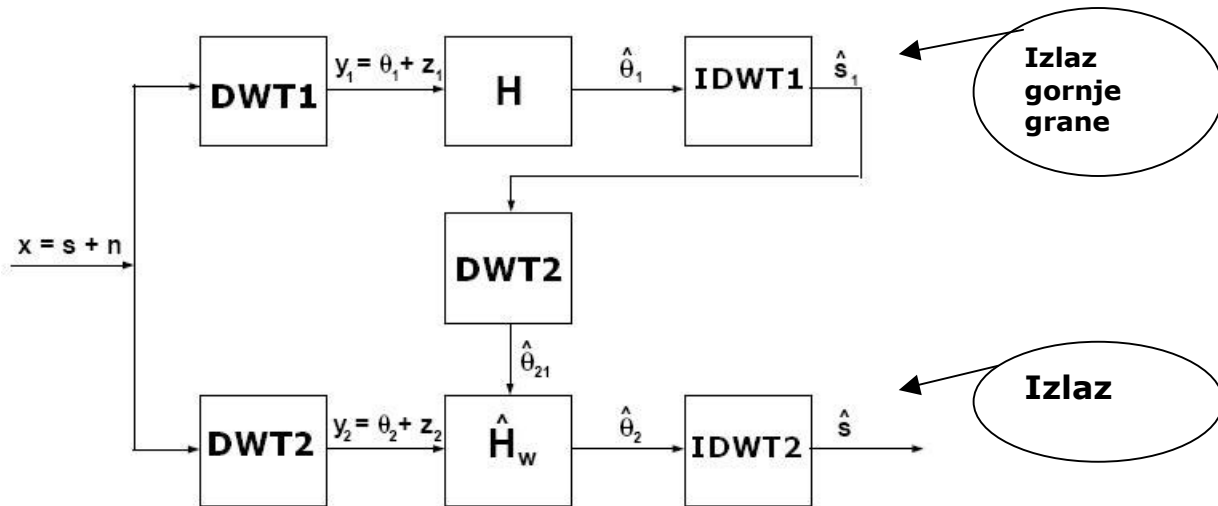 DWT1
y₁ = θ₁ + z₁
H
θ̂₁
IDWT1
ŝ₁
Izlaz
gornje
grane
x = s + n
DWT2
θ̂₂₁
DWT2
y₂ = θ₂ + z₂
Ĥw
θ̂₂
IDWT2
ŝ
Izlaz